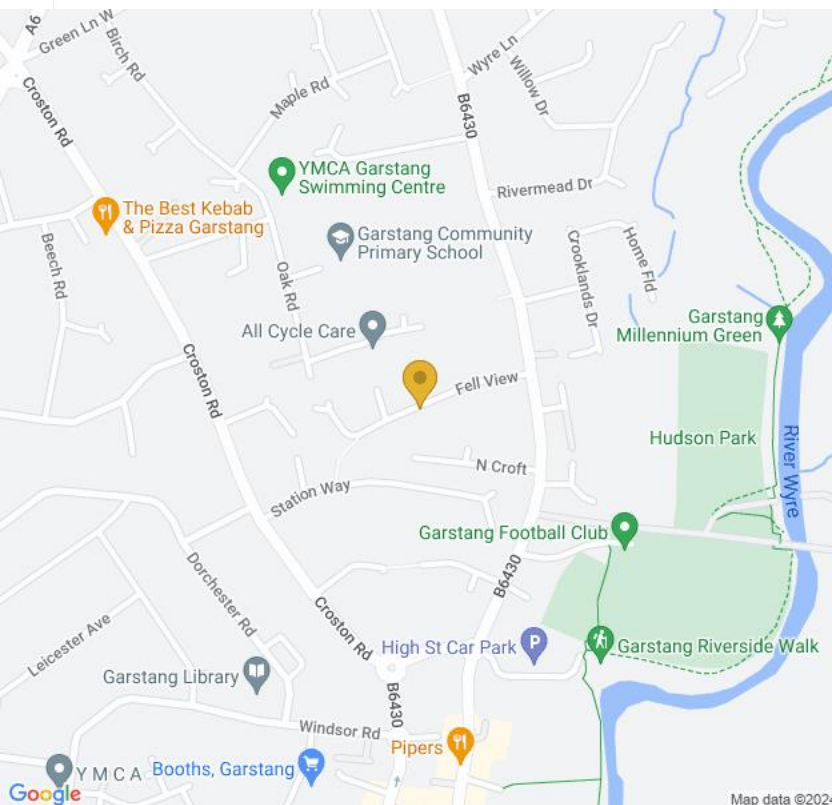 A6
Green Ln W
Birch Rd
Croston Rd
Maple Rd
B6430
Wyre Ln
Willow Dr
YMCA Garstang
Swimming Centre
Rivermead Dr
The Best Kebab
& Pizza Garstang
Garstang Community
Primary School
Beech Rd
Oak Rd
Crooklands Dr
Home Fld
All Cycle Care
Garstang
Millennium Green
Croston Rd
Fell View
Hudson Park
River Wyre
N Croft
Station Way
Garstang Football Club
Dorchester Rd
B6430
Croston Rd
Leicester Ave
High St Car Park
P
Garstang Riverside Walk
Garstang Library
B6430
Windsor Rd
Pipers
YMCA
Booths, Garstang
Google
Map data ©2024